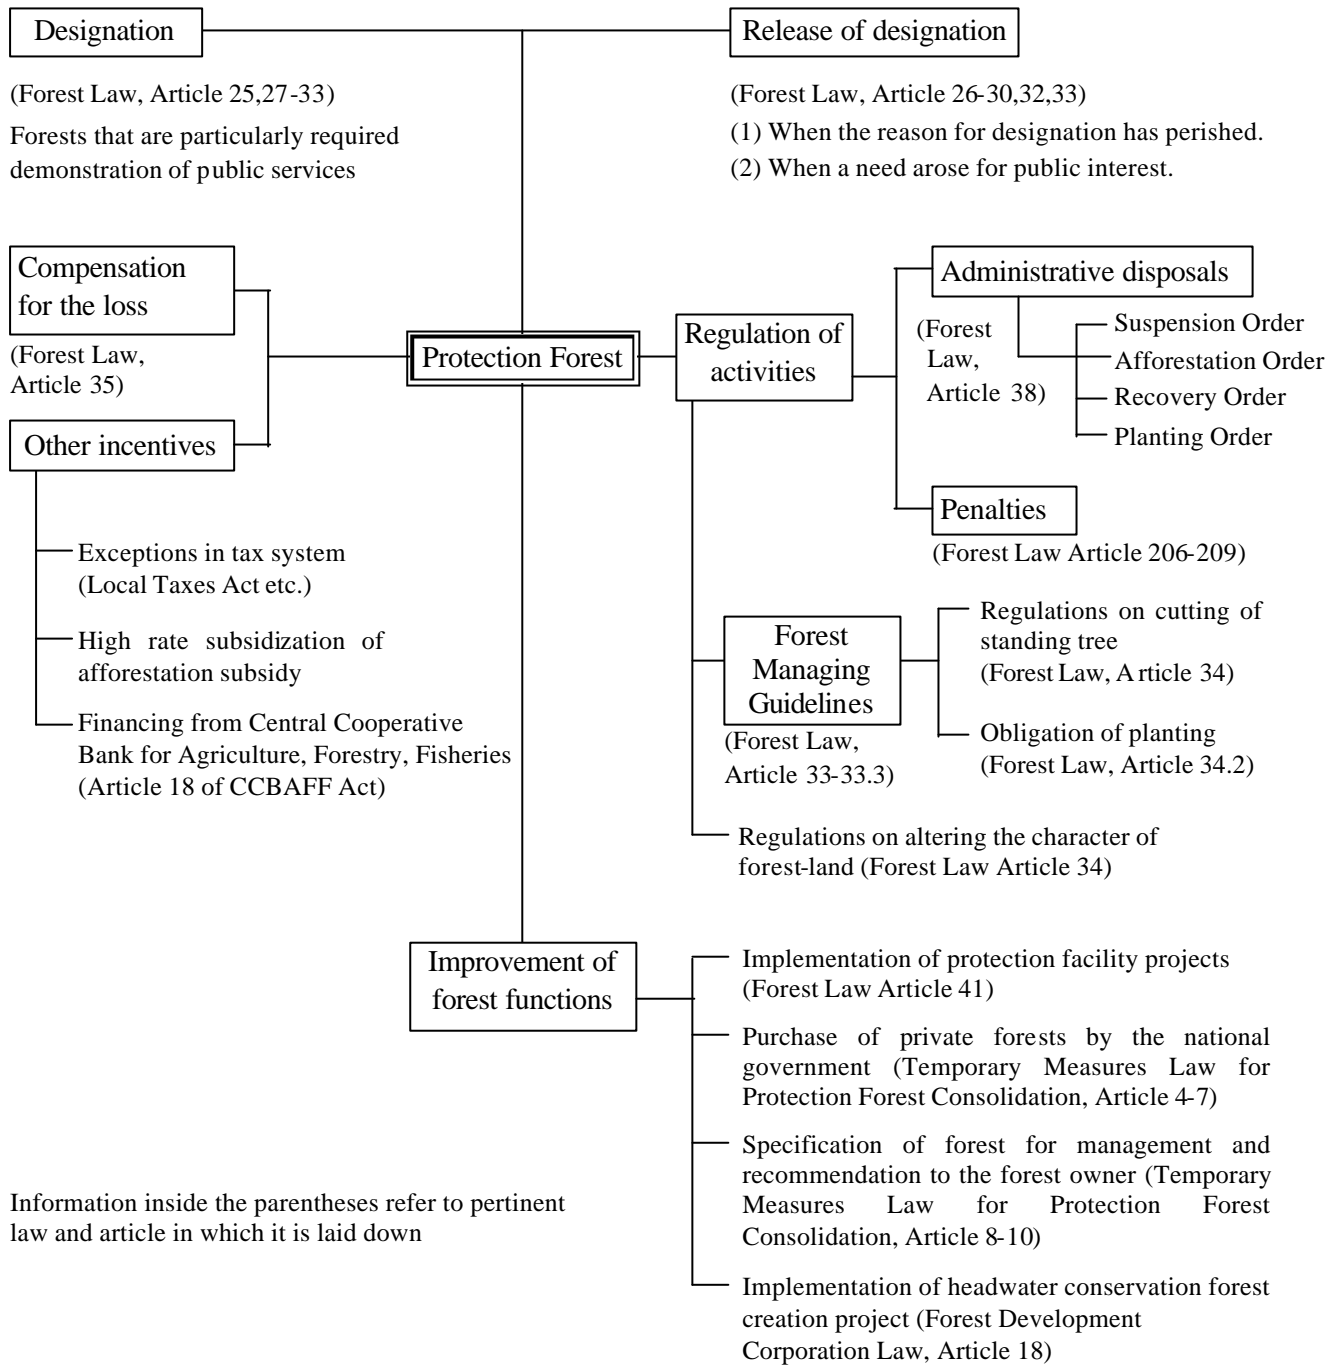 Designation
Release of designation
(Forest Law, Article 25,27-33)
Forests that are particularly required
demonstration of public services
(Forest Law, Article 26-30,32,33)
(1) When the reason for designation has perished.
(2) When a need arose for public interest.
Compensation
for the loss
(Forest Law,
Article 35)
Other incentives
Exceptions in tax system
(Local Taxes Act etc.)
High rate subsidization of
afforestation subsidy
Financing from Central Cooperative
Bank for Agriculture, Forestry, Fisheries
(Article 18 of CCBAFF Act)
Protection Forest
Regulation of
activities
Administrative disposals
(Forest
Law,
Article 38)
Suspension Order
Afforestation Order
Recovery Order
Planting Order
Penalties
(Forest Law Article 206-209)
Forest
Managing
Guidelines
(Forest Law,
Article 33-33.3)
Regulations on cutting of
standing tree
(Forest Law, Article 34)
Obligation of planting
(Forest Law, Article 34.2)
Regulations on altering the character of
forest-land (Forest Law Article 34)
Improvement of
forest functions
Implementation of protection facility projects
(Forest Law Article 41)
Purchase of private forests by the national
government (Temporary Measures Law for
Protection Forest Consolidation, Article 4-7)
Specification of forest for management and
recommendation to the forest owner (Temporary
Measures Law for Protection Forest
Consolidation, Article 8-10)
Implementation of headwater conservation forest
creation project (Forest Development
Corporation Law, Article 18)
Information inside the parentheses refer to pertinent
law and article in which it is laid down